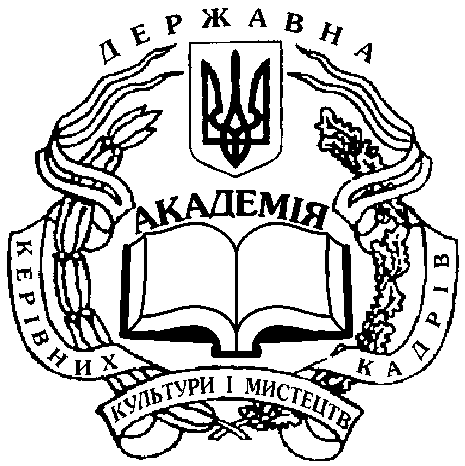 ДЕРЖАВНА
АКАДЕМІЯ
КЕРІВНИХ
КАДРІВ
КУЛЬТУРИ І МИСТЕЦТВ